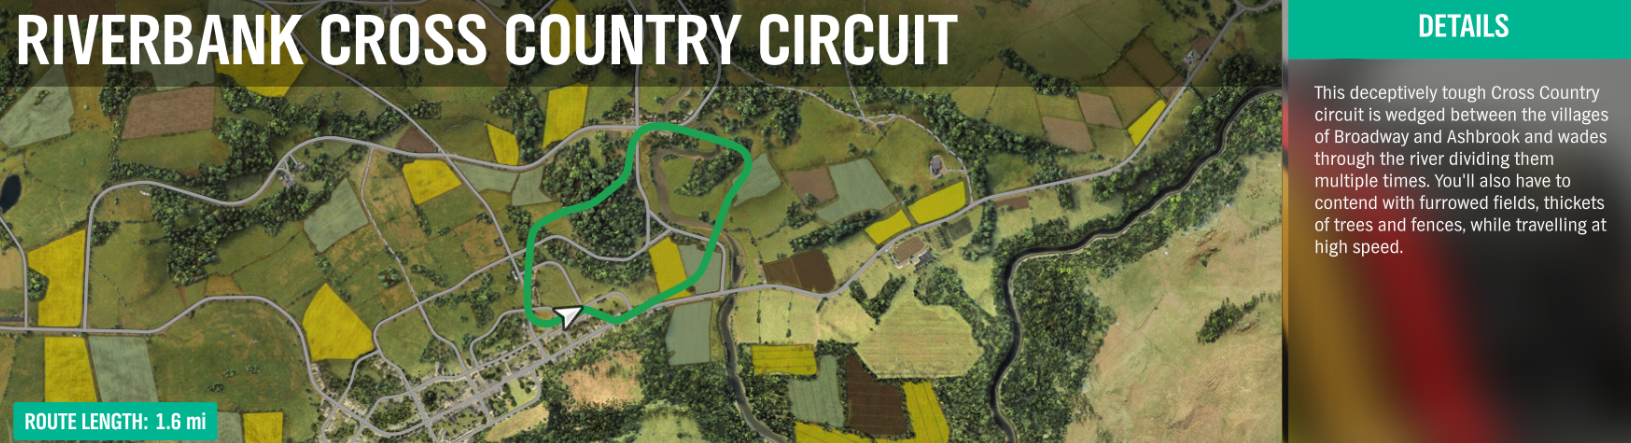 RIVERBANK CROSS COUNTRY CIRCUIT
DETAILS
This deceptively tough Cross Country
circuit is wedged between the villages
of Broadway and Ashbrook and wades
through the river dividing them
multiple times. You'll also have to
contend with furrowed fields, thickets
of trees and fences, while travelling at
high speed.
ROUTE LENGTH: 1.6 mi